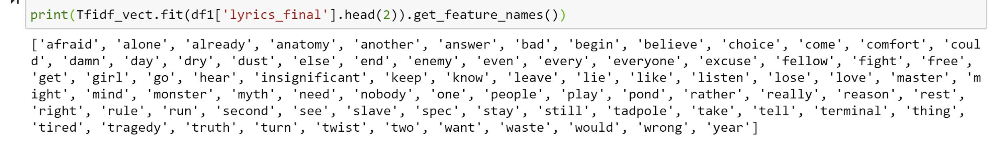 print(Tfidf_vect.fit(df1['lyrics_final'].head(2)).get_feature_names())
['afraid', 'alone', 'already', 'anatomy', 'another', 'answer', 'bad', 'begin', 'believe', 'choice', 'come', 'comfort', 'coul
d', 'damn', 'day', 'dry', 'dust', 'else', 'end', 'enemy', 'even', 'every', 'everyone', 'excuse', 'fellow', 'fight', 'free',
'get', 'girl', 'go', 'hear', 'insignificant', 'keep', 'know', 'leave', 'lie', 'like', 'listen', 'lose', 'love', 'master', 'm
ight', 'mind', 'monster', 'myth', 'need', 'nobody', 'one', 'people', 'play', 'pond', 'rather', 'really', 'reason', 'rest',
'right', 'rule', 'run', 'second', 'see', 'slave', 'spec', 'stay', 'still', 'tadpole', 'take', 'tell', 'terminal', 'thing',
'tired', 'tragedy', 'truth', 'turn', 'twist', 'two', 'want', 'waste', 'would', 'wrong', 'year']